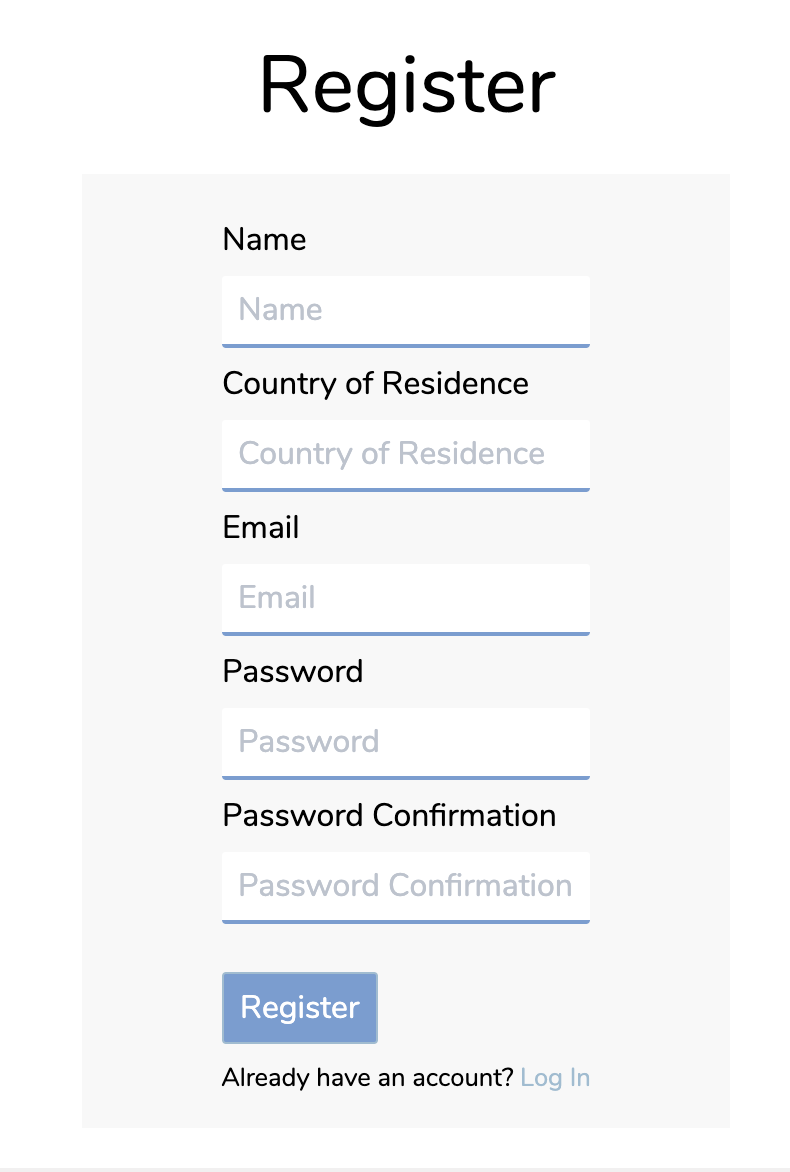 Register
Name
Name
Country of Residence
Country of Residence
Email
Email
Password
Password
Password Confirmation
Password Confirmation
Register
Already have an account? Log In